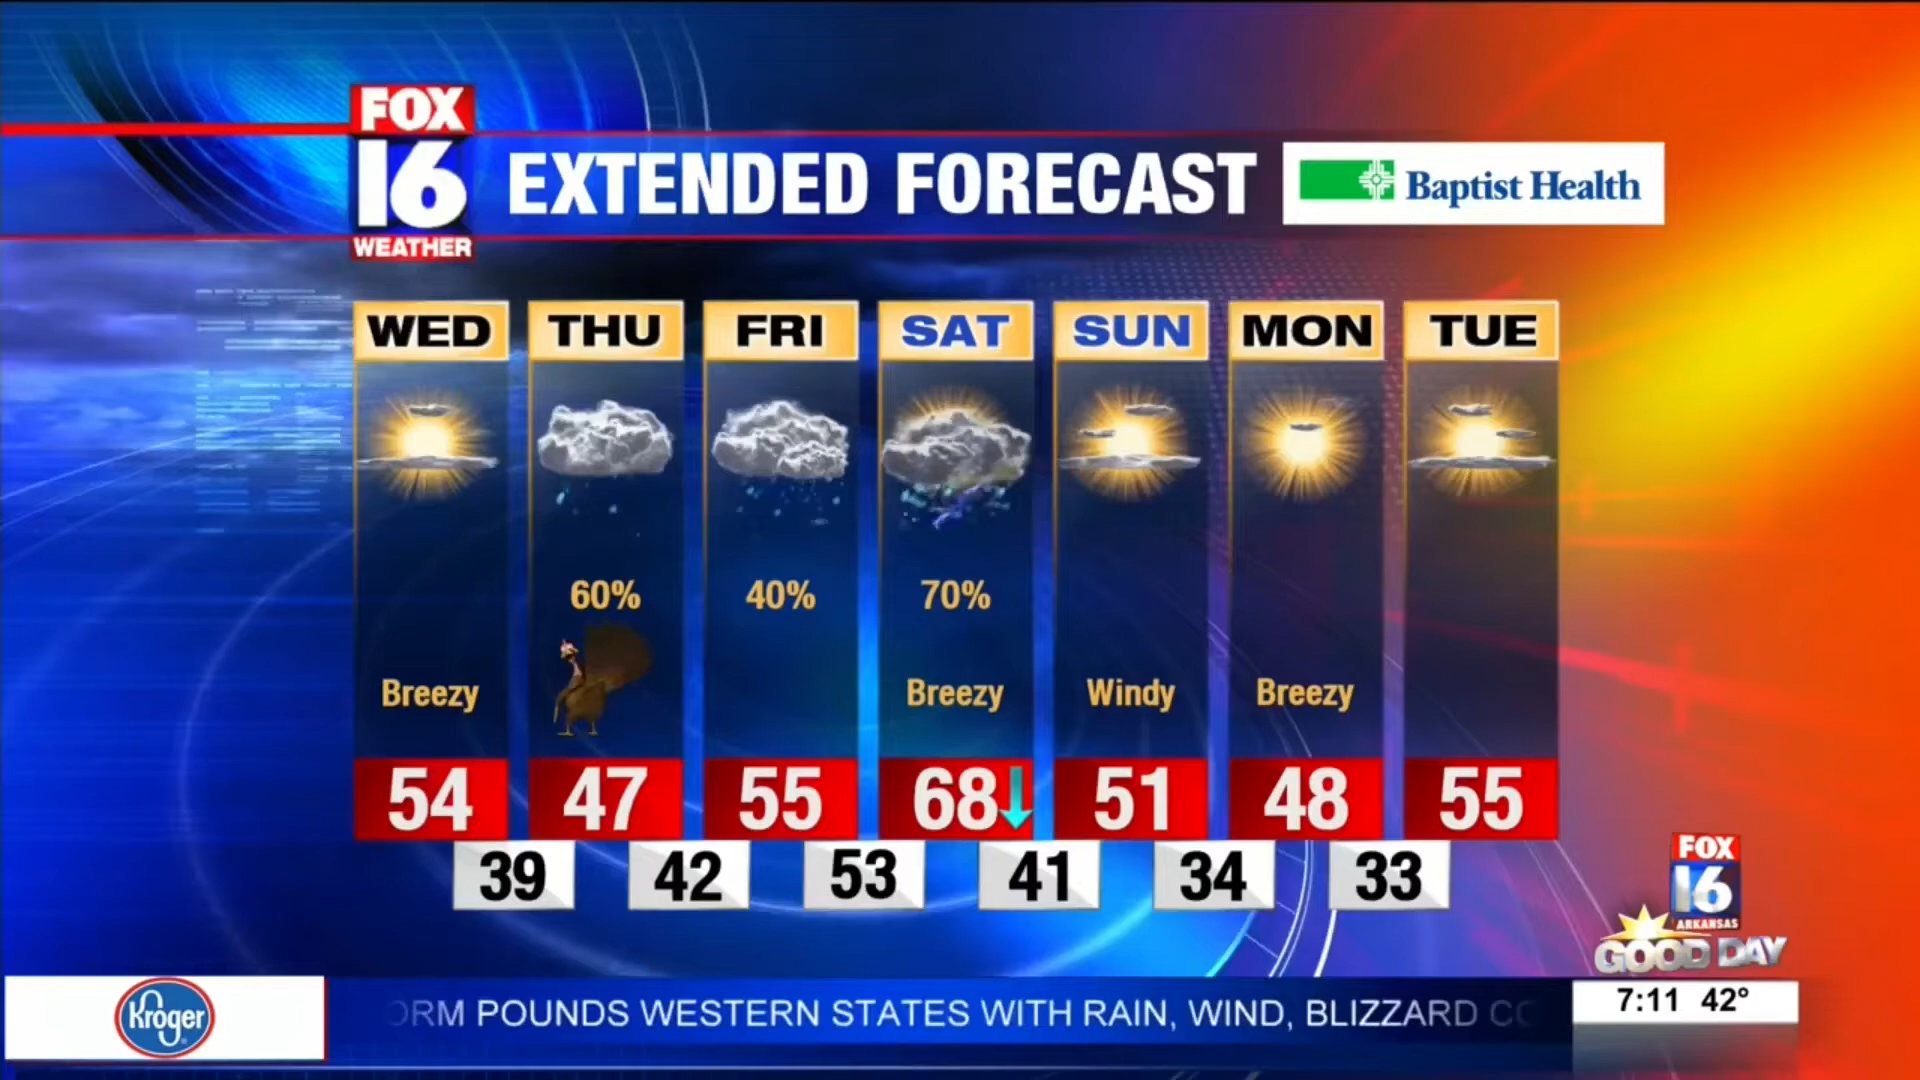 FOX
16
WEATHER
EXTENDED FORECAST
Baptist Health
WED THU FRI SAT SUN MON TUE
60% 40% 70%
Breezy Breezy Windy Breezy
54 47 55 68 51 48 55
39 42 53 41 34 33
FOX
16
ARKANSAS
GOOD DAY
Kroger
ORM POUNDS WESTERN STATES WITH RAIN, WIND, BLIZZARD CO
7:11 42°